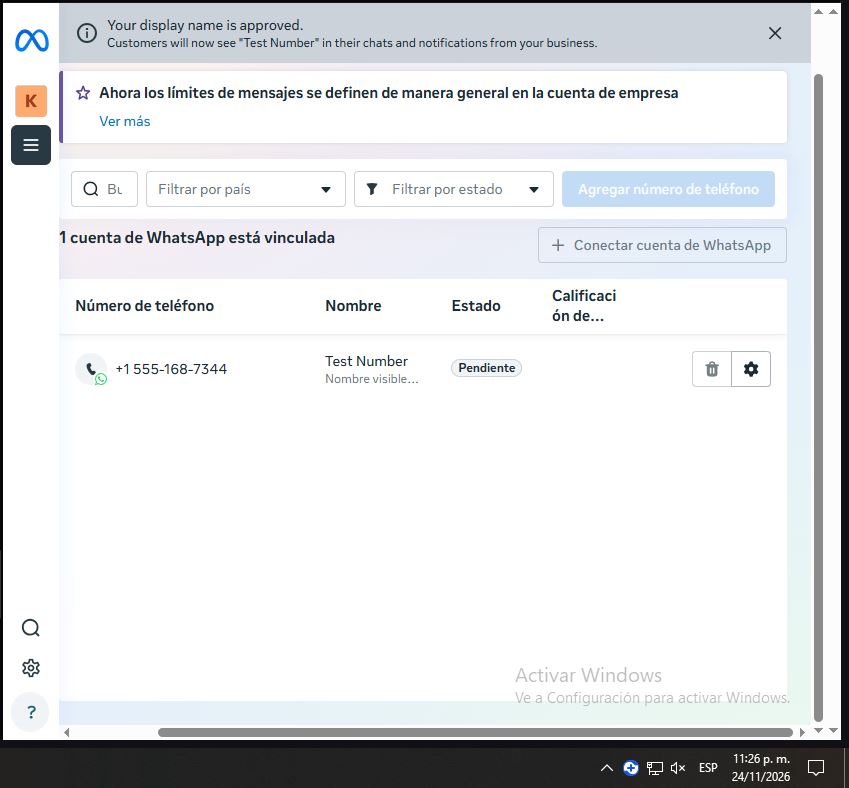 Your display name is approved.
Customers will now see "Test Number" in their chats and notifications from your business.
K
Ahora los límites de mensajes se definen de manera general en la cuenta de empresa
Ver más
Bu
Filtrar por país
Filtrar por estado
Agregar número de teléfono
1 cuenta de WhatsApp está vinculada
+ Conectar cuenta de WhatsApp
Número de teléfono
Nombre
Estado
Calificaci
ón de...
+1 555-168-7344
Test Number
Nombre visible...
Pendiente
Activar Windows
Ve a Configuración para activar Windows.
?
ESP
11:26 p. m.
24/11/2026